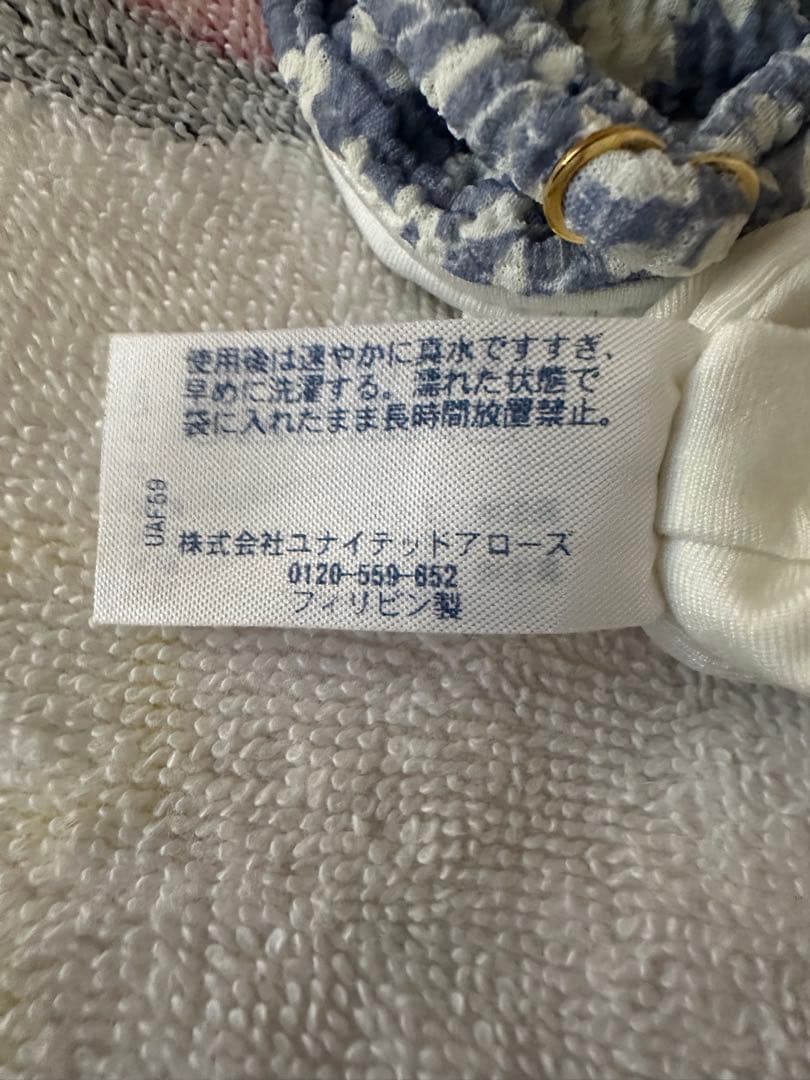 使用後は速やかに真水ですすぎ、
早めに洗濯する。濡れた状態で
袋に入れたまま長時間放置禁止。
UAF59
株式会社ユナイテッドアローズ
0120-559-652
フィリピン製